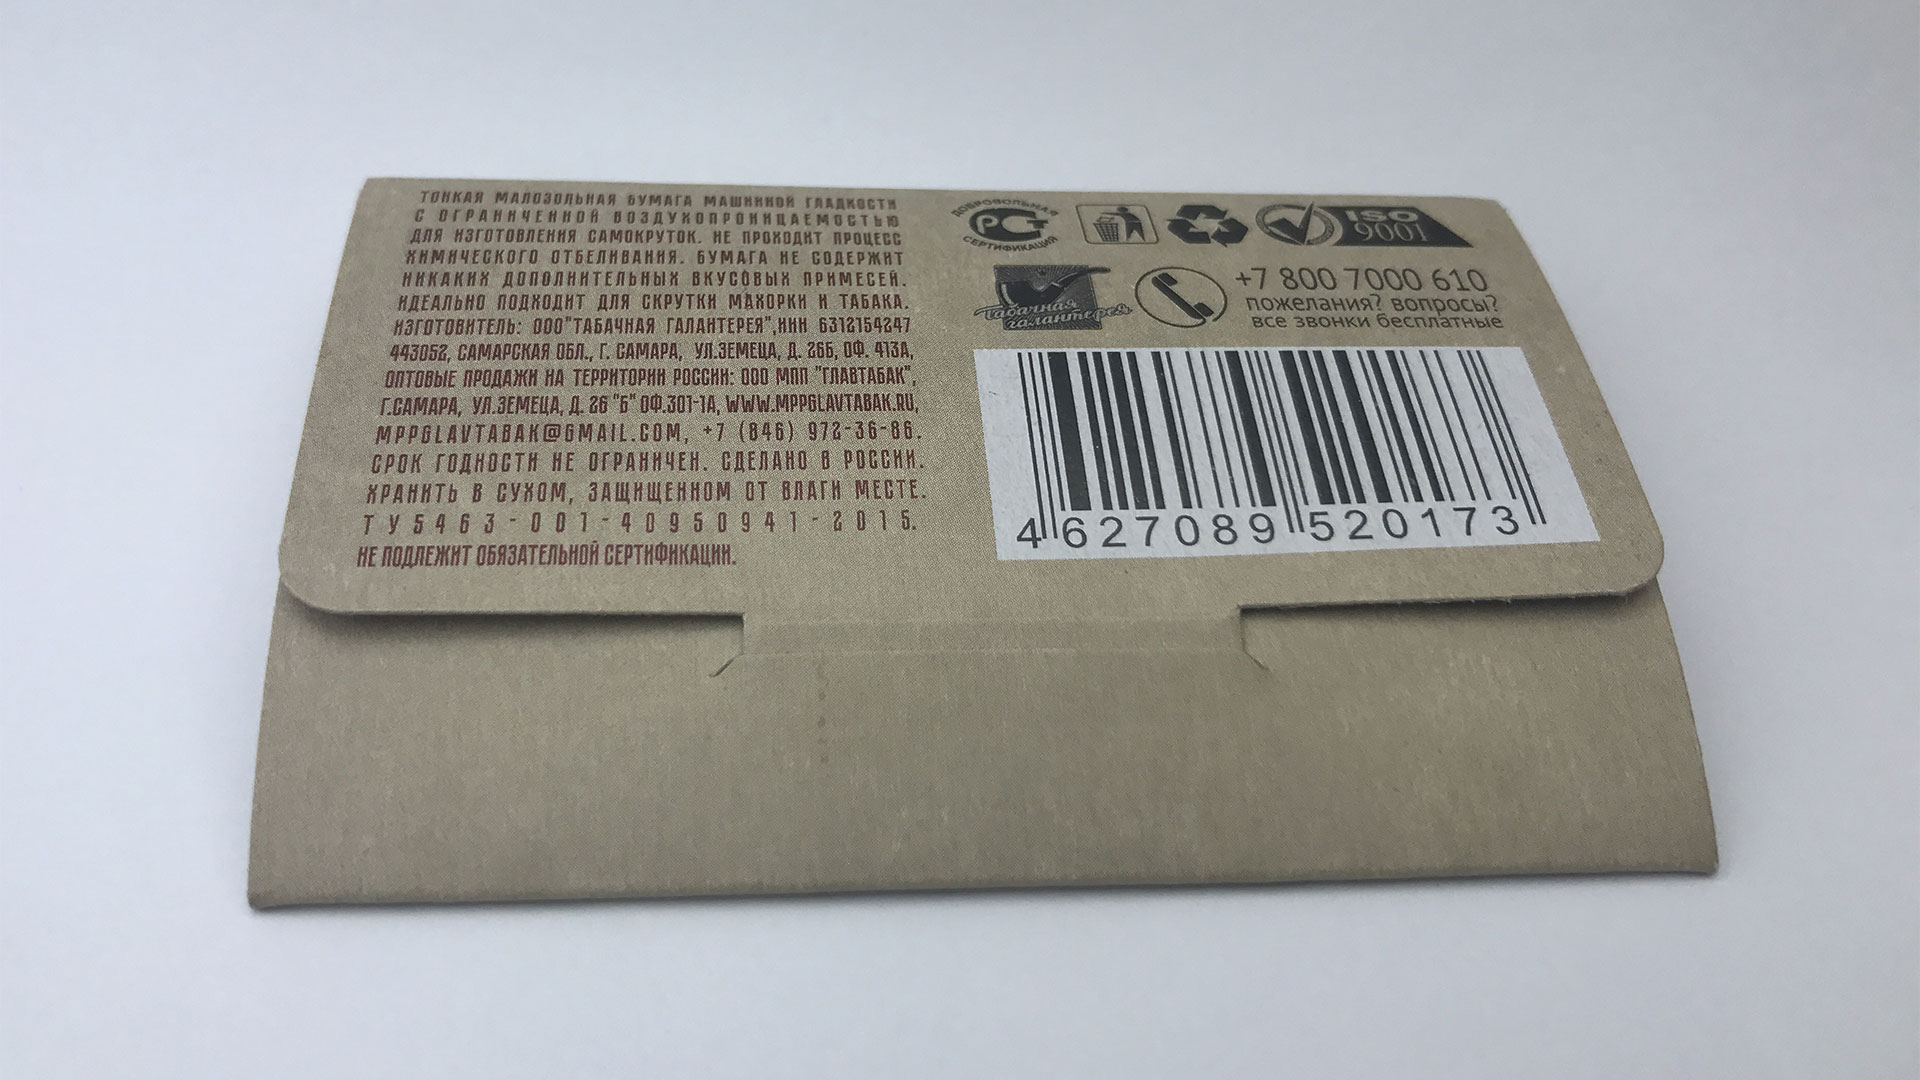 ТОНКАЯ МАЛОЗОЛЬНАЯ БУМАГА МАШИННОЙ ГЛАДКОСТИ
С ОГРАНИЧЕННОЙ ВОЗДУХОПРОНИЦАЕМОСТЬЮ
ДЛЯ ИЗГОТОВЛЕНИЯ САМОКРУТОК. НЕ ПРОХОДИТ ПРОЦЕСС
ХИМИЧЕСКОГО ОТБЕЛИВАНИЯ. БУМАГА НЕ СОДЕРЖИТ
НИКАКИХ ДОПОЛНИТЕЛЬНЫХ ВКУСОВЫХ ПРИМЕСЕЙ.
ИДЕАЛЬНО ПОДХОДИТ ДЛЯ СКРУТКИ МАХОРКИ И ТАБАКА.
ИЗГОТОВИТЕЛЬ: ООО"ТАБАЧНАЯ ГАЛАНТЕРЕЯ",ИНН 6312154247
443052, САМАРСКАЯ ОБЛ., Г. САМАРА, УЛ.ЗЕМЕЦА, Д. 26Б, ОФ. 413А,
ОПТОВЫЕ ПРОДАЖИ НА ТЕРРИТОРИИ РОССИИ: ООО МПП "ГЛАВТАБАК",
Г.САМАРА, УЛ.ЗЕМЕЦА, Д. 26 "Б" ОФ.301-1А, WWW.MPPGLAVTABAK.RU,
MPPGLAVTABAK@GMAIL.COM, +7 (846) 972-36-86.
СРОК ГОДНОСТИ НЕ ОГРАНИЧЕН. СДЕЛАНО В РОССИИ.
ХРАНИТЬ В СУХОМ, ЗАЩИЩЕННОМ ОТ ВЛАГИ МЕСТЕ.
ТУ5463-001-40950941-2015.
НЕ ПОДЛЕЖИТ ОБЯЗАТЕЛЬНОЙ СЕРТИФИКАЦИИ.
ДОБРОВОЛЬНАЯ
РСТ
СЕРТИФИКАЦИЯ
ISO
9001
Табачная
галантерея
+7 800 7000 610
пожелания? вопросы?
все звонки бесплатные
4 627089 520173